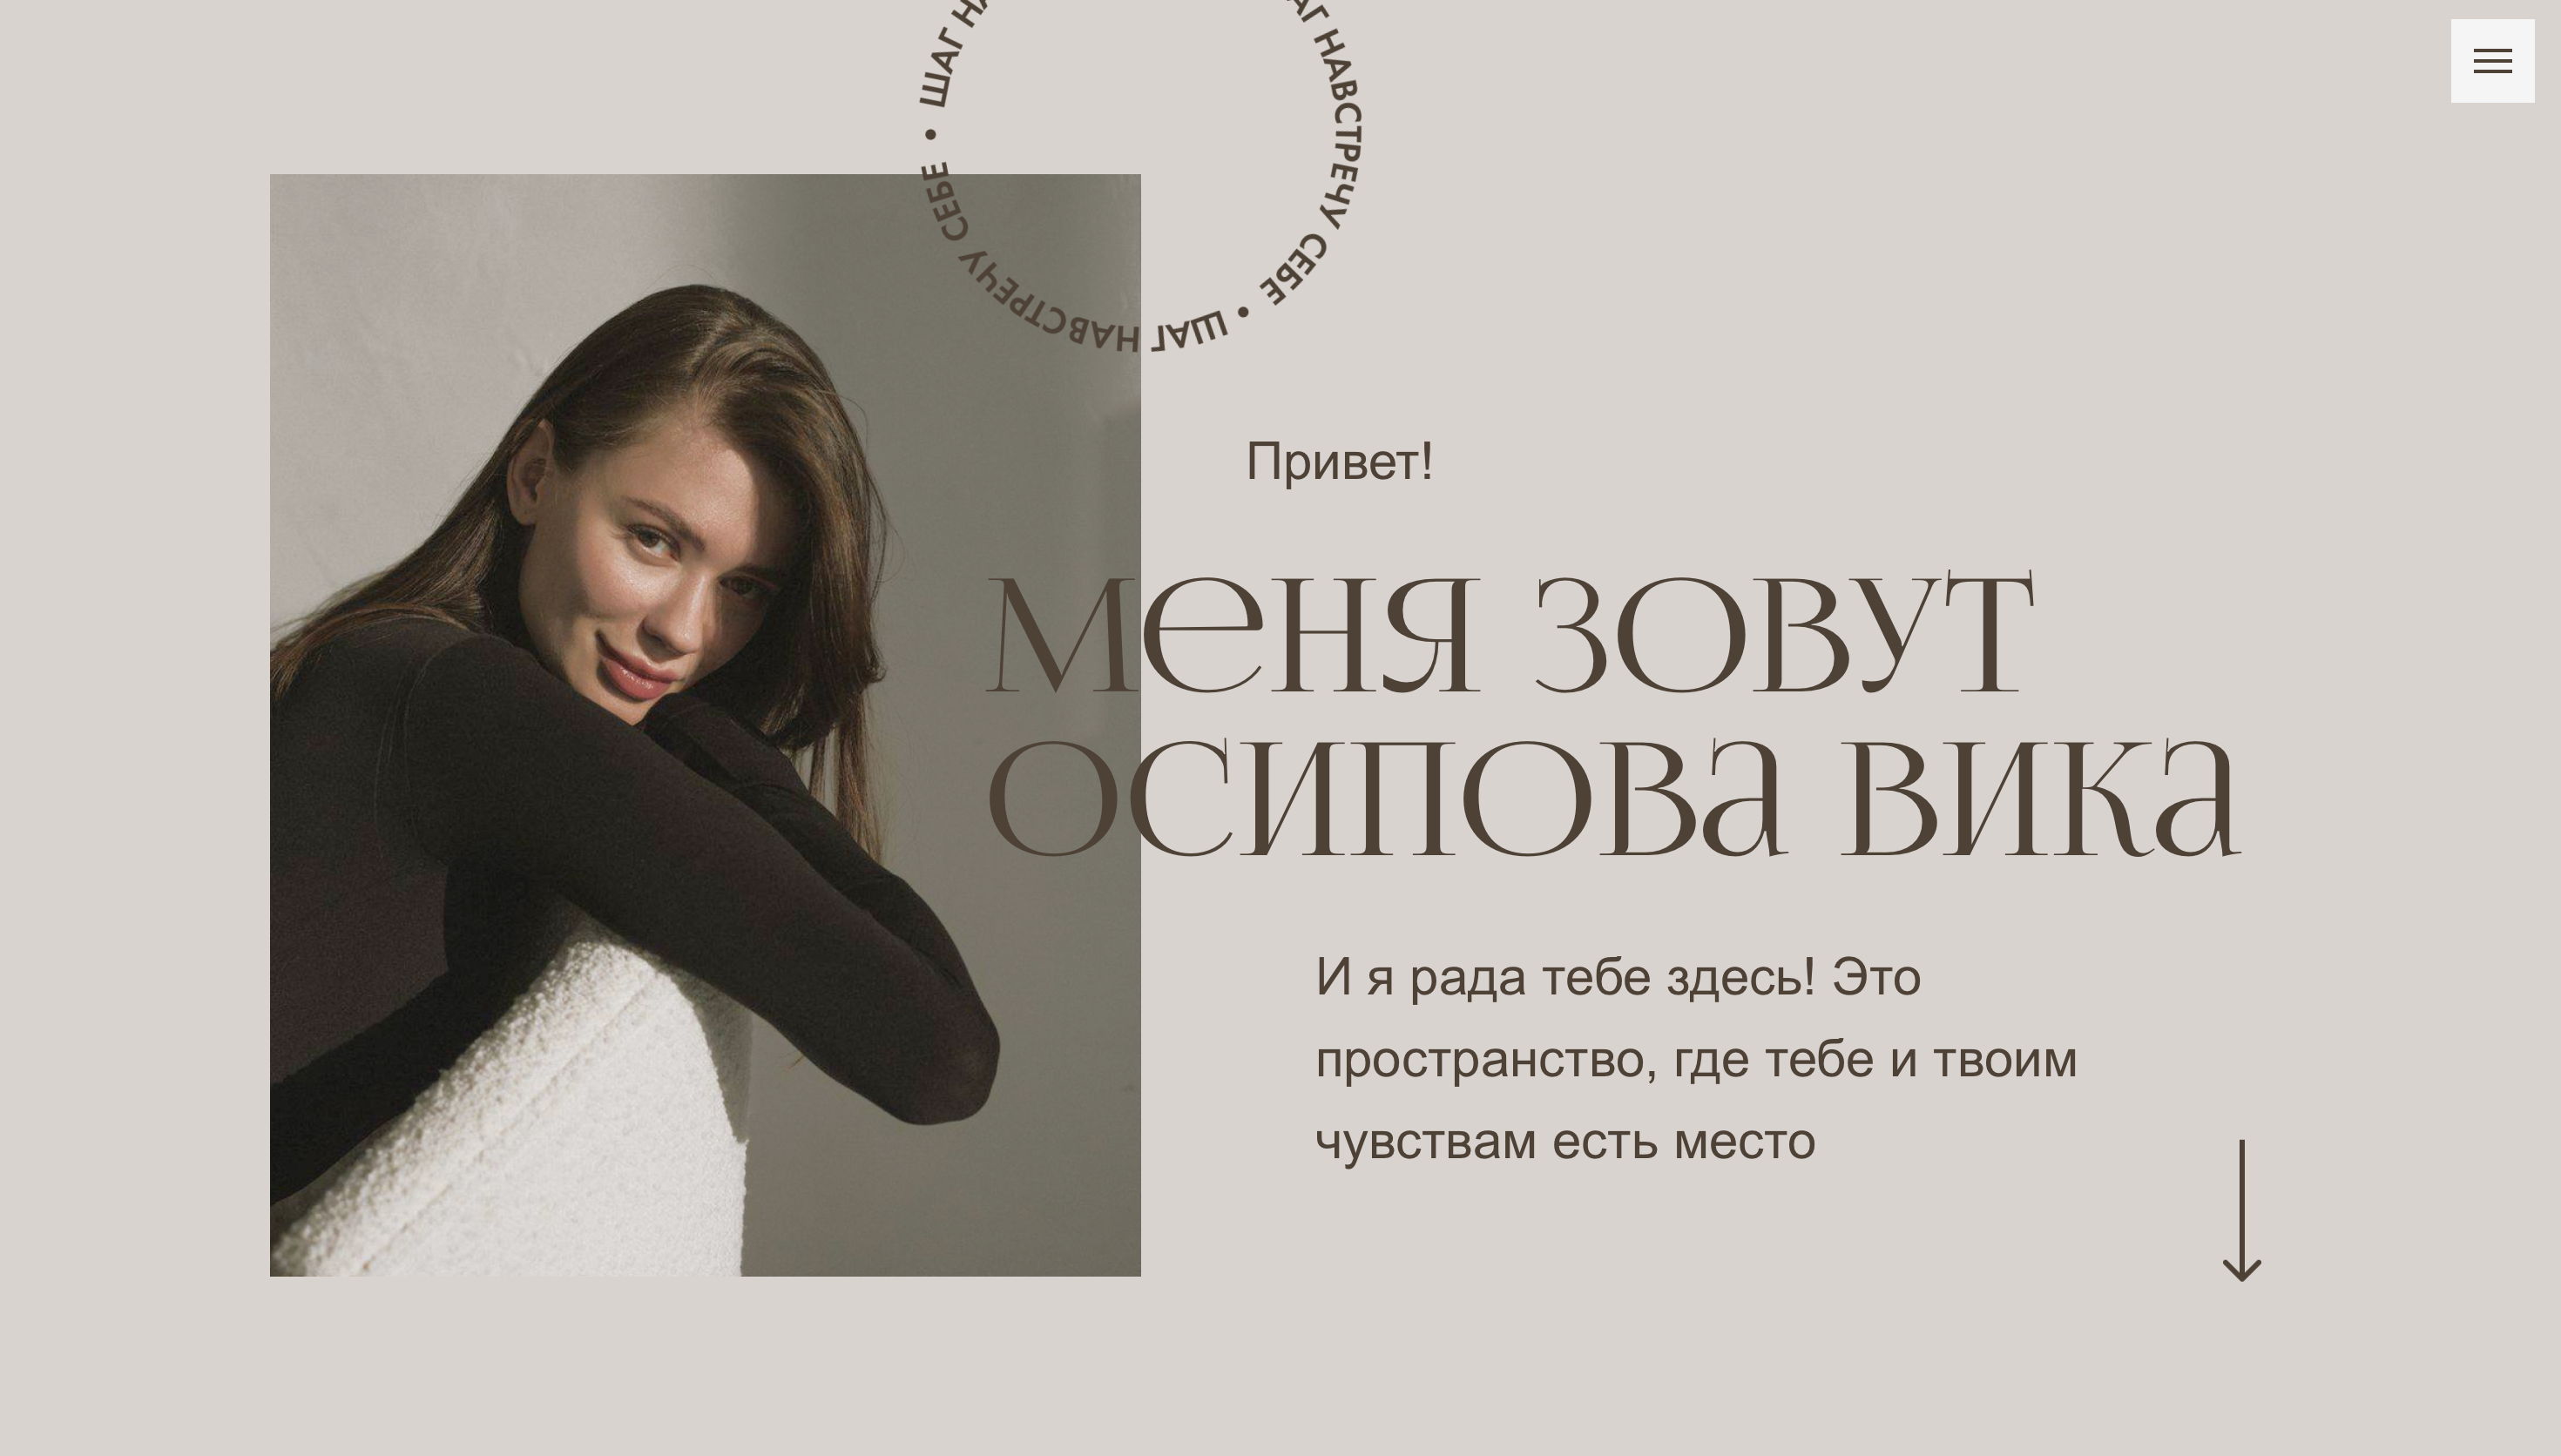 ШАГ НАВСТРЕЧУ СЕБЕ • ШАГ НАВСТРЕЧУ СЕБЕ •
Привет!
меня зовут
осипова вика
И я рада тебе здесь! Это
пространство, где тебе и твоим
чувствам есть место